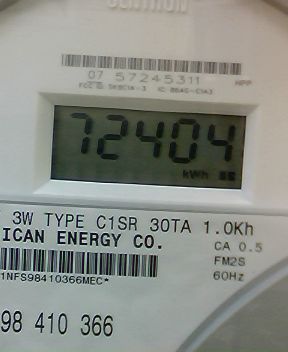 CENTRON
07 57245311
72404
kWh
3W TYPE C1SR 30TA 1.0Kh
ICAN ENERGY CO.
CA 0.5
FM2S
60Hz
1NFS98410366MEC*
98 410 366